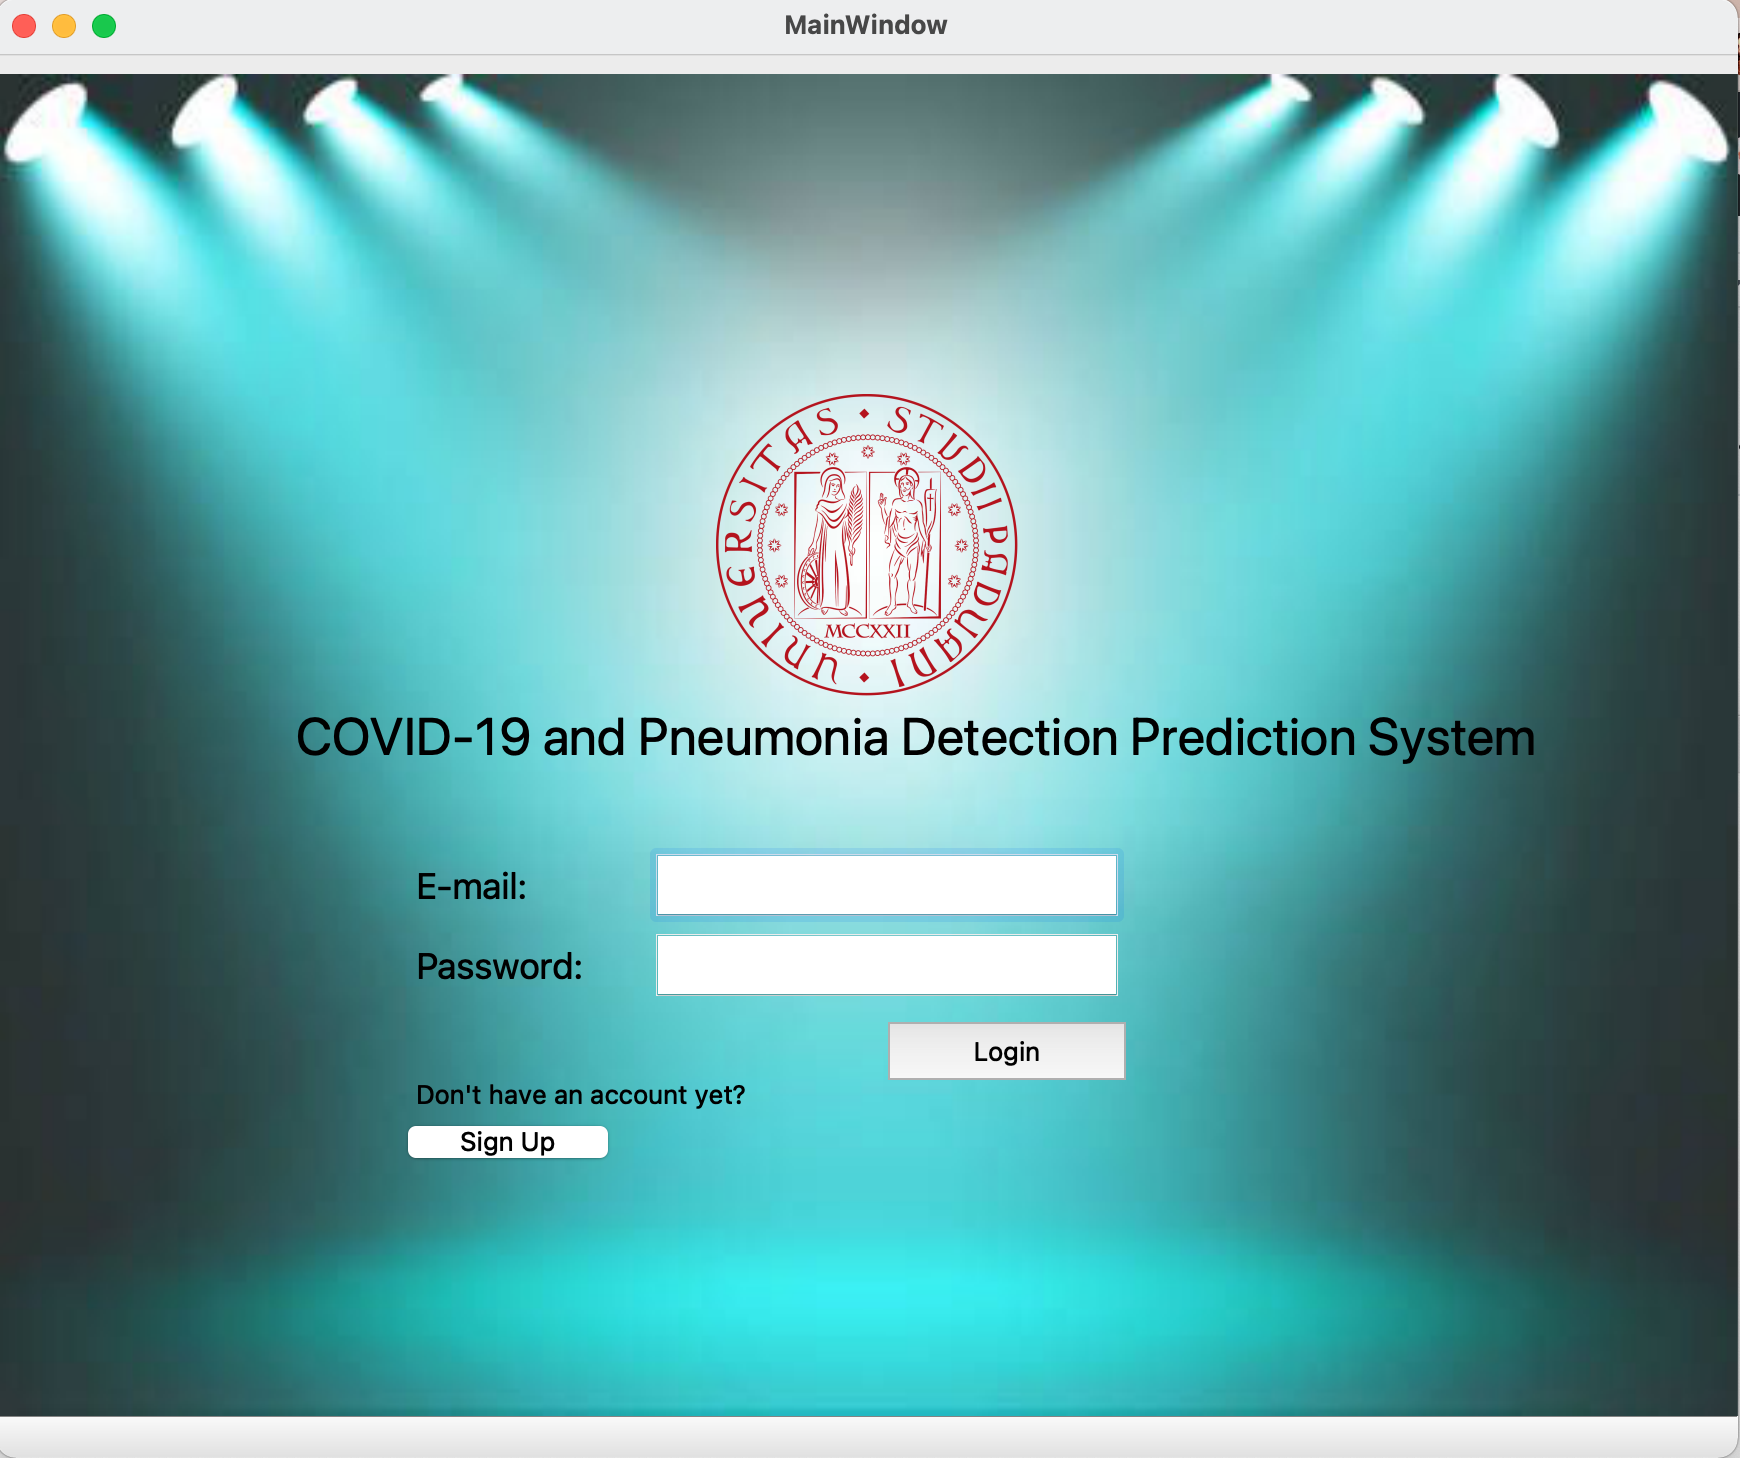 MainWindow
UNIVERSITAS • STUDII PADUANI •
MCCXXII
COVID-19 and Pneumonia Detection Prediction System
E-mail:
Password:
Login
Don't have an account yet?
Sign Up